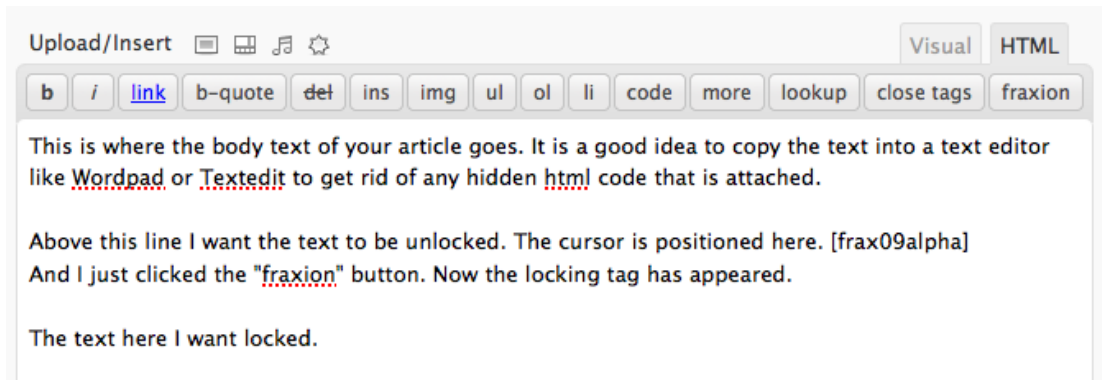 Upload/Insert Visual HTML
b i link b-quote del ins img ul ol li code more lookup close tags fraxion
This is where the body text of your article goes. It is a good idea to copy the text into a text editor
like Wordpad or Textedit to get rid of any hidden html code that is attached.
Above this line I want the text to be unlocked. The cursor is positioned here. [frax09alpha]
And I just clicked the "fraxion" button. Now the locking tag has appeared.
The text here I want locked.